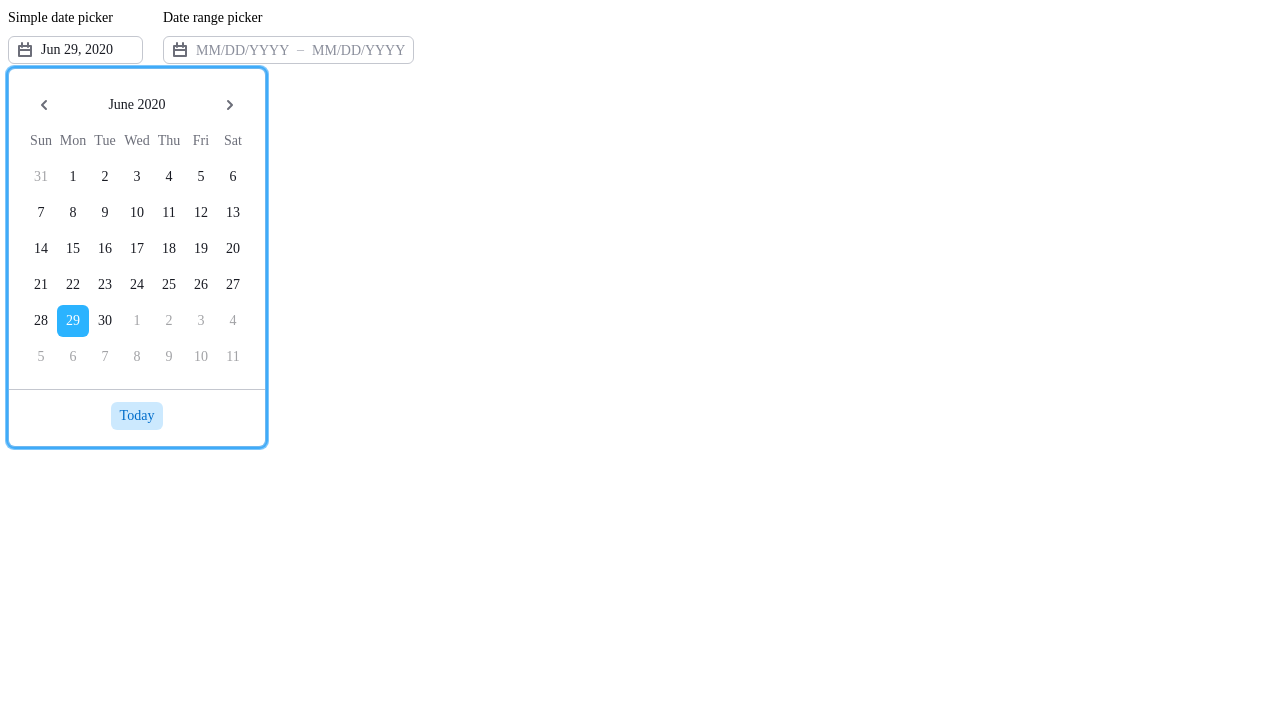 Simple date picker
Date range picker
Jun 29, 2020
MM/DD/YYYY – MM/DD/YYYY
June 2020
Sun Mon Tue Wed Thu Fri Sat
31 1 2 3 4 5 6
7 8 9 10 11 12 13
14 15 16 17 18 19 20
21 22 23 24 25 26 27
28 29 30 1 2 3 4
5 6 7 8 9 10 11
Today